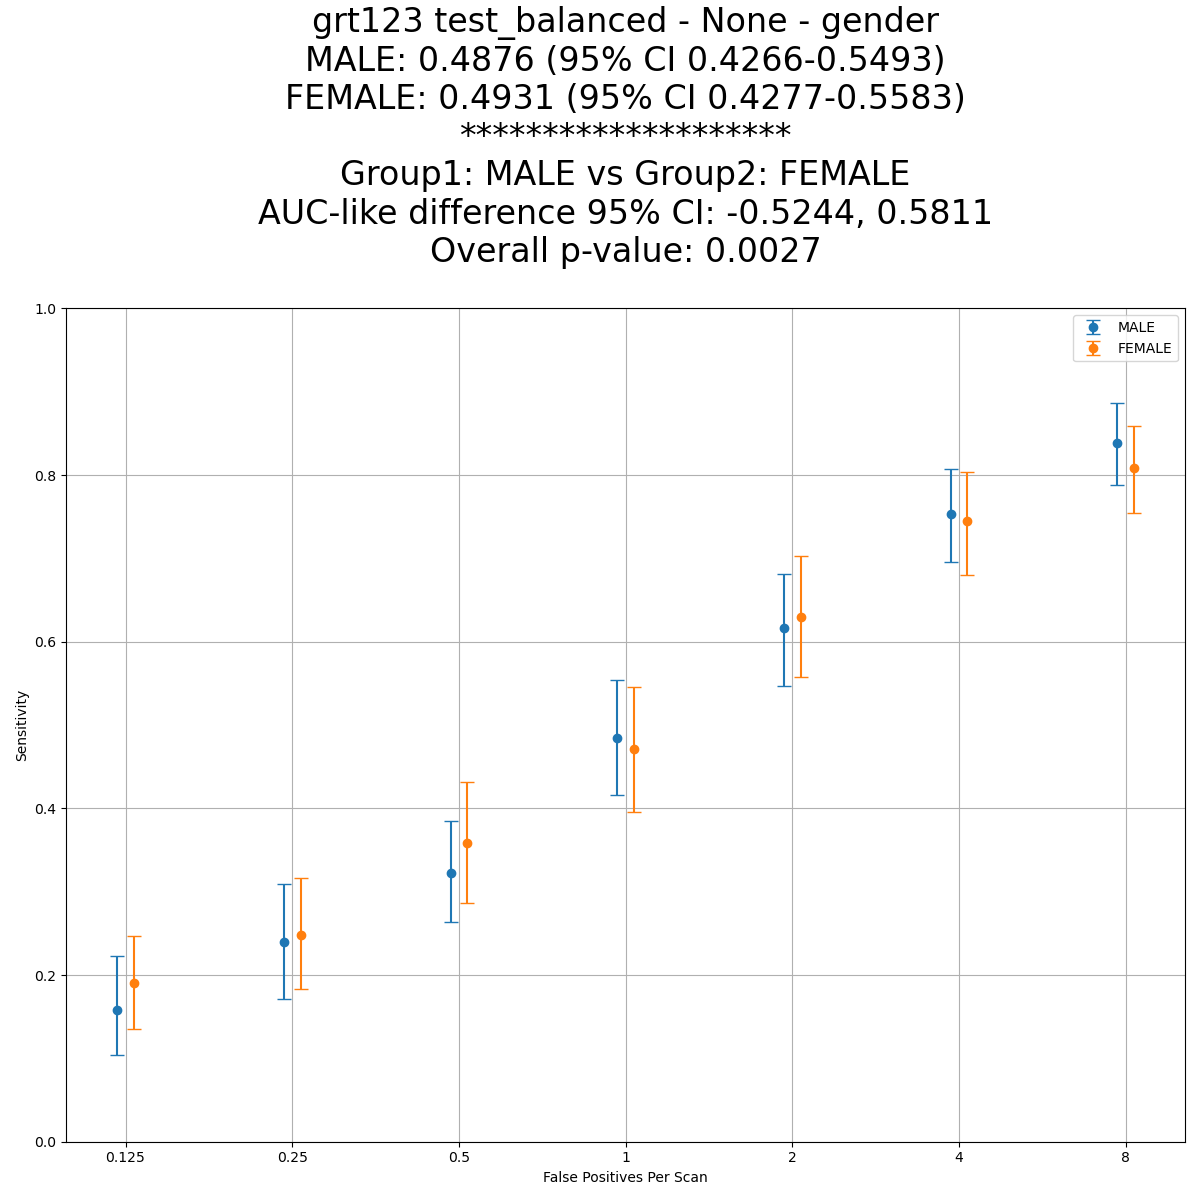 grt123 test_balanced - None - gender
MALE: 0.4876 (95% CI 0.4266-0.5493)
FEMALE: 0.4931 (95% CI 0.4277-0.5583)
********************
Group1: MALE vs Group2: FEMALE
AUC-like difference 95% CI: -0.5244, 0.5811
Overall p-value: 0.0027
MALE
FEMALE
1.0
0.8
0.6
0.4
0.2
0.0
Sensitivity
0.125 0.25 0.5 1 2 4 8
False Positives Per Scan